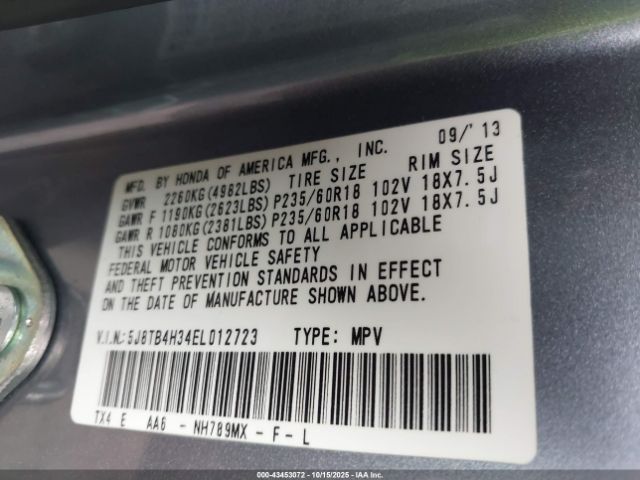 MFD. BY HONDA OF AMERICA MFG., INC. 09/'13
GVWR 2260KG(4982LBS) TIRE SIZE RIM SIZE
GAWR F 1190KG(2623LBS)P235/60R18 102V 18X7.5J
GAWR R 1080KG(2381LBS)P235/60R18 102V 18X7.5J
THIS VEHICLE CONFORMS TO ALL APPLICABLE
FEDERAL MOTOR VEHICLE SAFETY
AND THEFT PREVENTION STANDARDS IN EFFECT
ON THE DATE OF MANUFACTURE SHOWN ABOVE.
V.I.N.:5J8TB4H34EL012723 TYPE: MPV
TX4 E AA6 - NH789MX - F - L
000-43453072 - 10/15/2025 - IAAI.COM